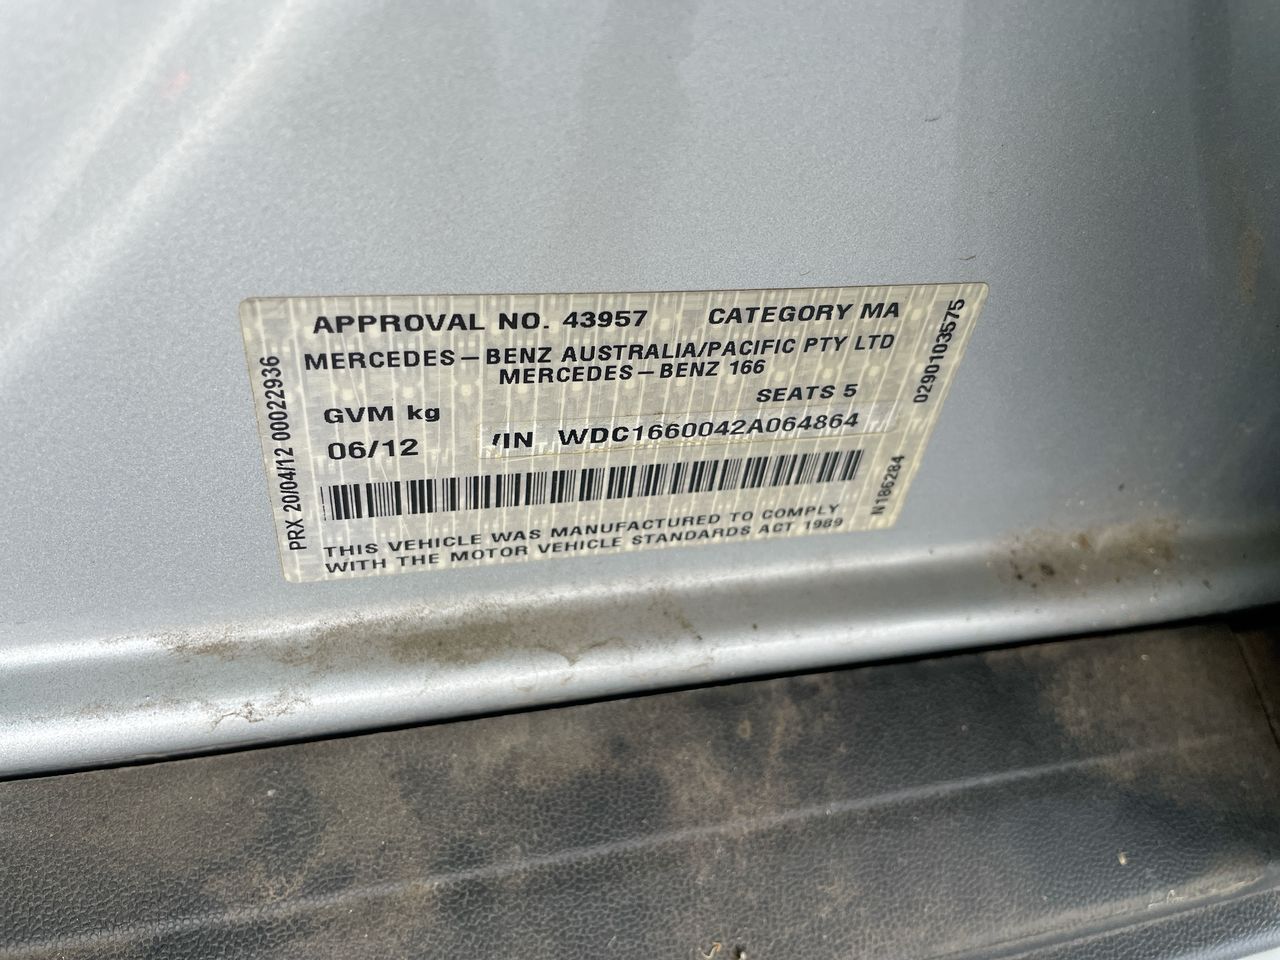 APPROVAL NO. 43957 CATEGORY MA
MERCEDES-BENZ AUSTRALIA/PACIFIC PTY LTD
MERCEDES-BENZ 166
SEATS 5
GVM kg
06/12 VIN WDC1660042A064864
THIS VEHICLE WAS MANUFACTURED TO COMPLY
WITH THE MOTOR VEHICLE STANDARDS ACT 1989
PRX 20/04/12 00022936
0290103575
N186284